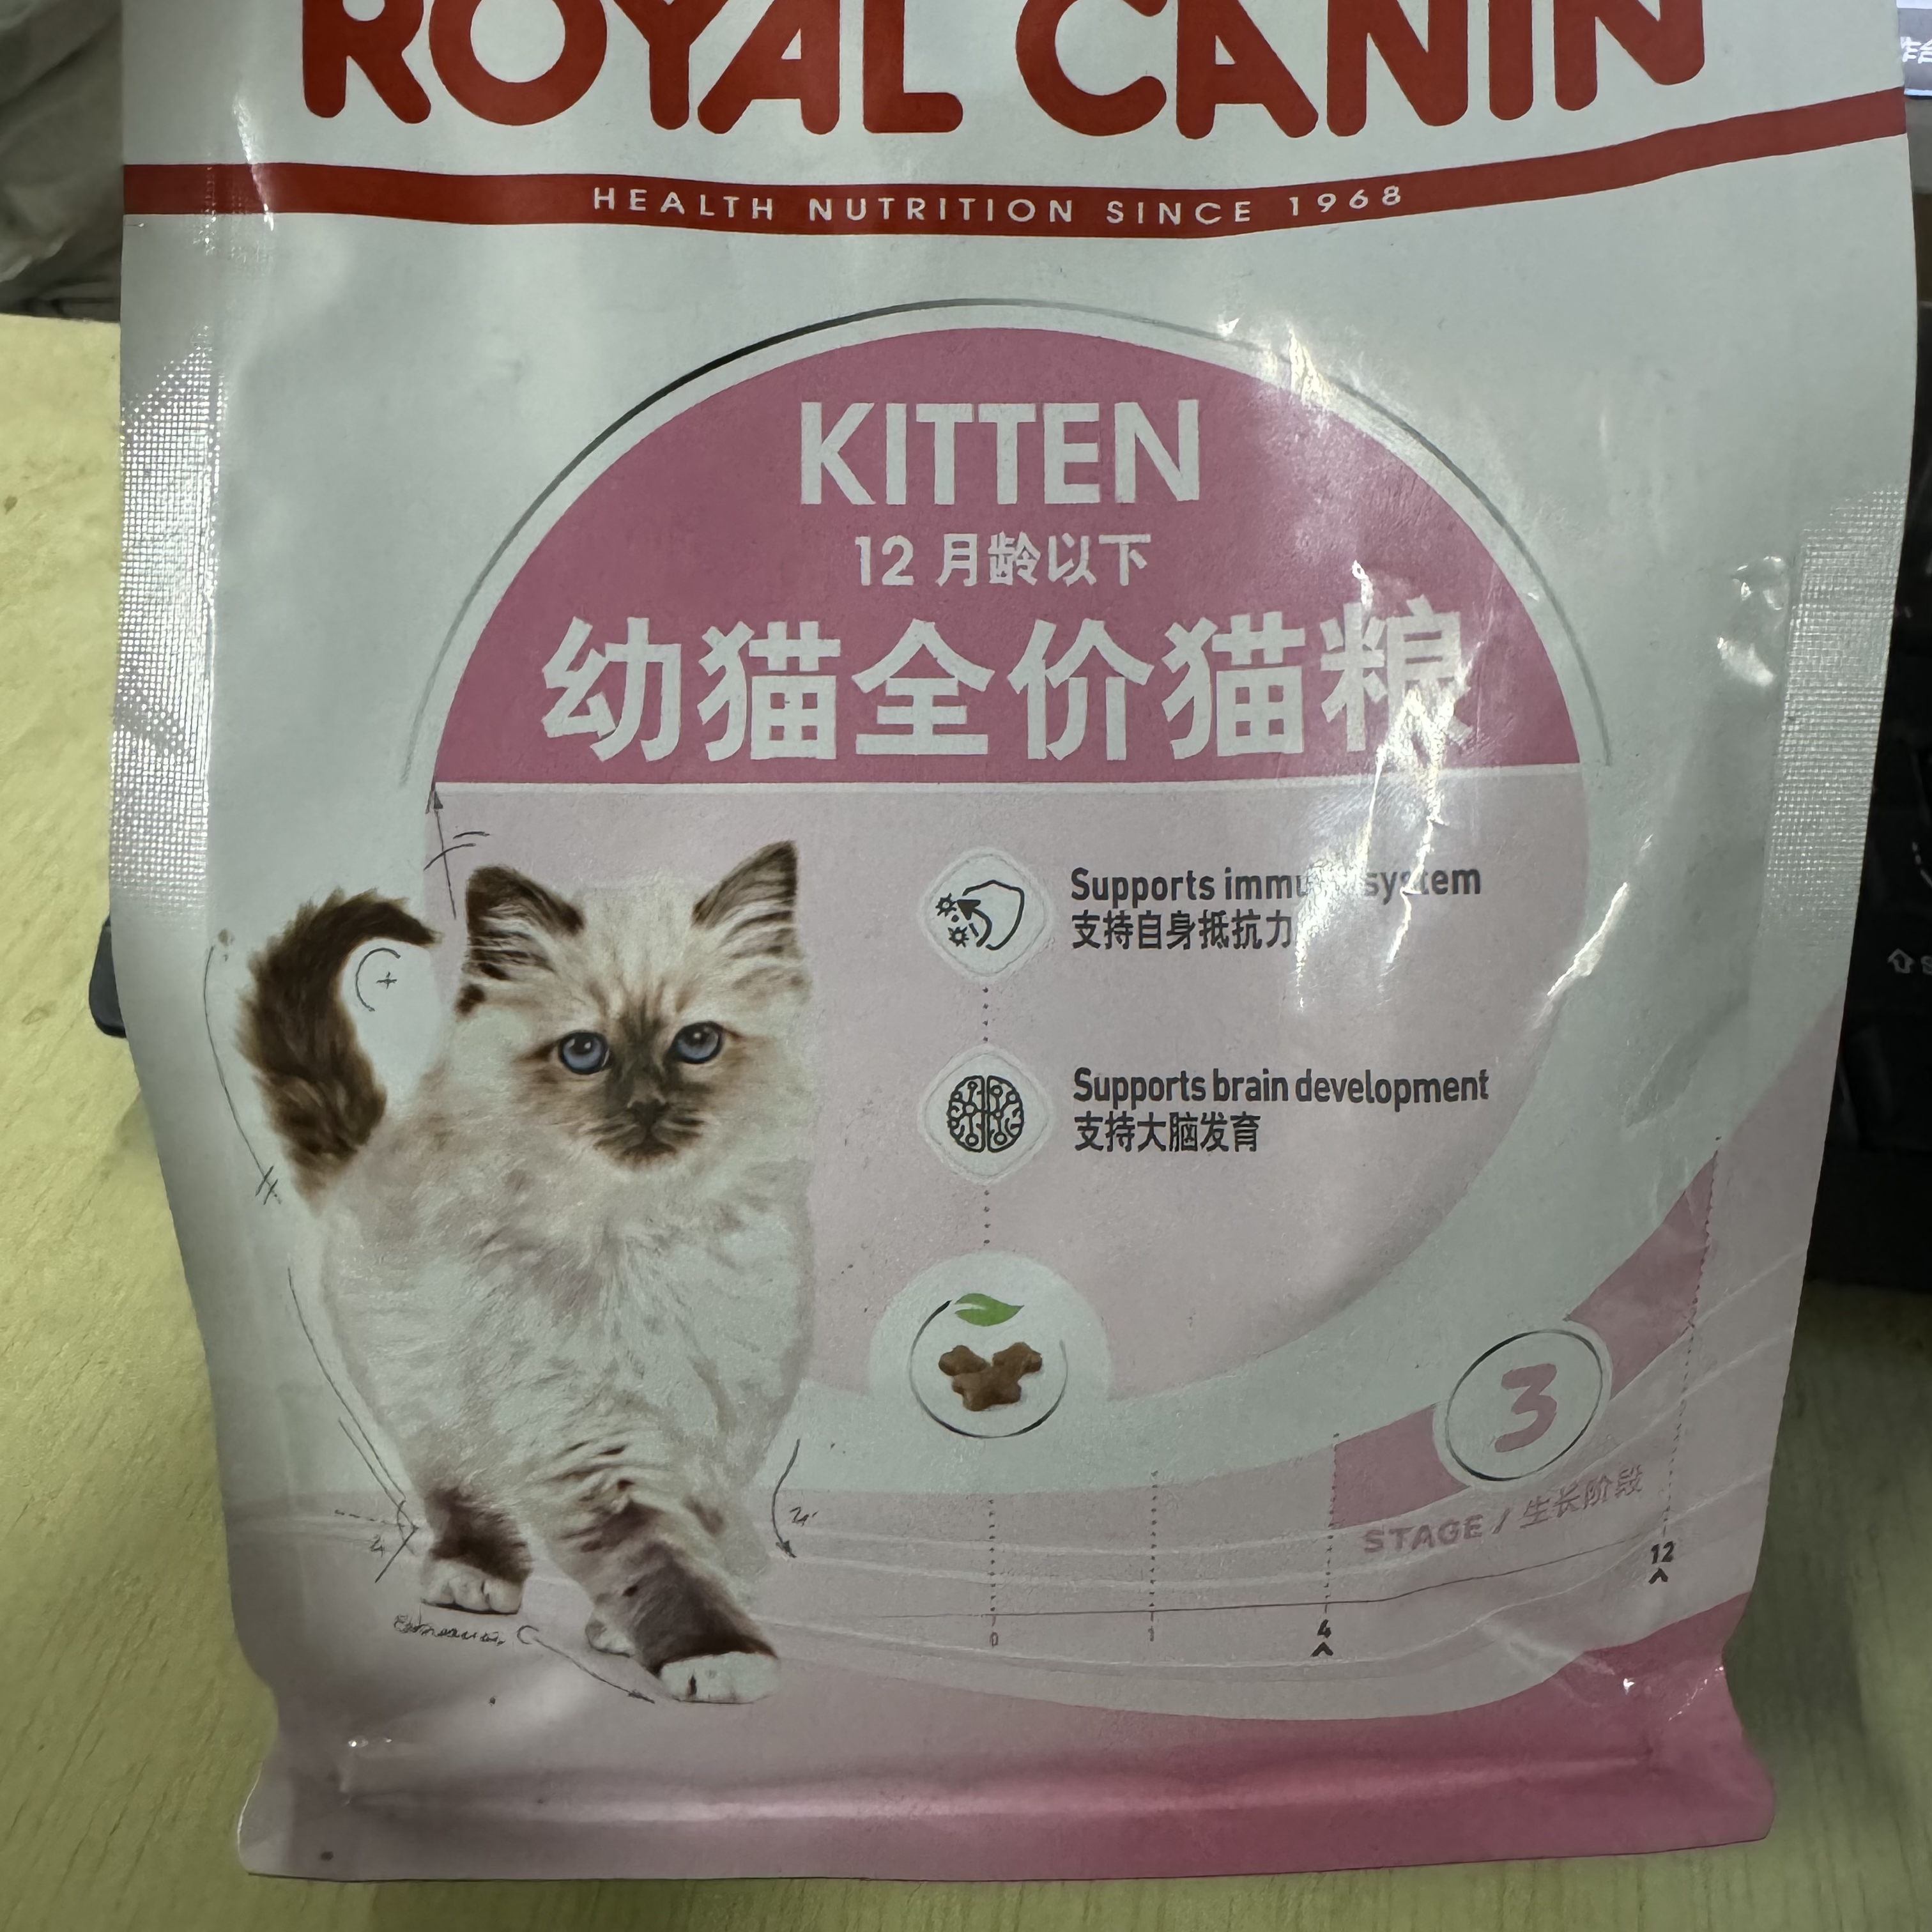 ROYAL CANIN
HEALTH NUTRITION SINCE 1968
KITTEN
12 月龄以下
幼猫全价猫粮
Supports system
支持自身抵抗力
Supports brain development
支持大脑发育
3
STAGE / 生长阶段
0 1 4 12